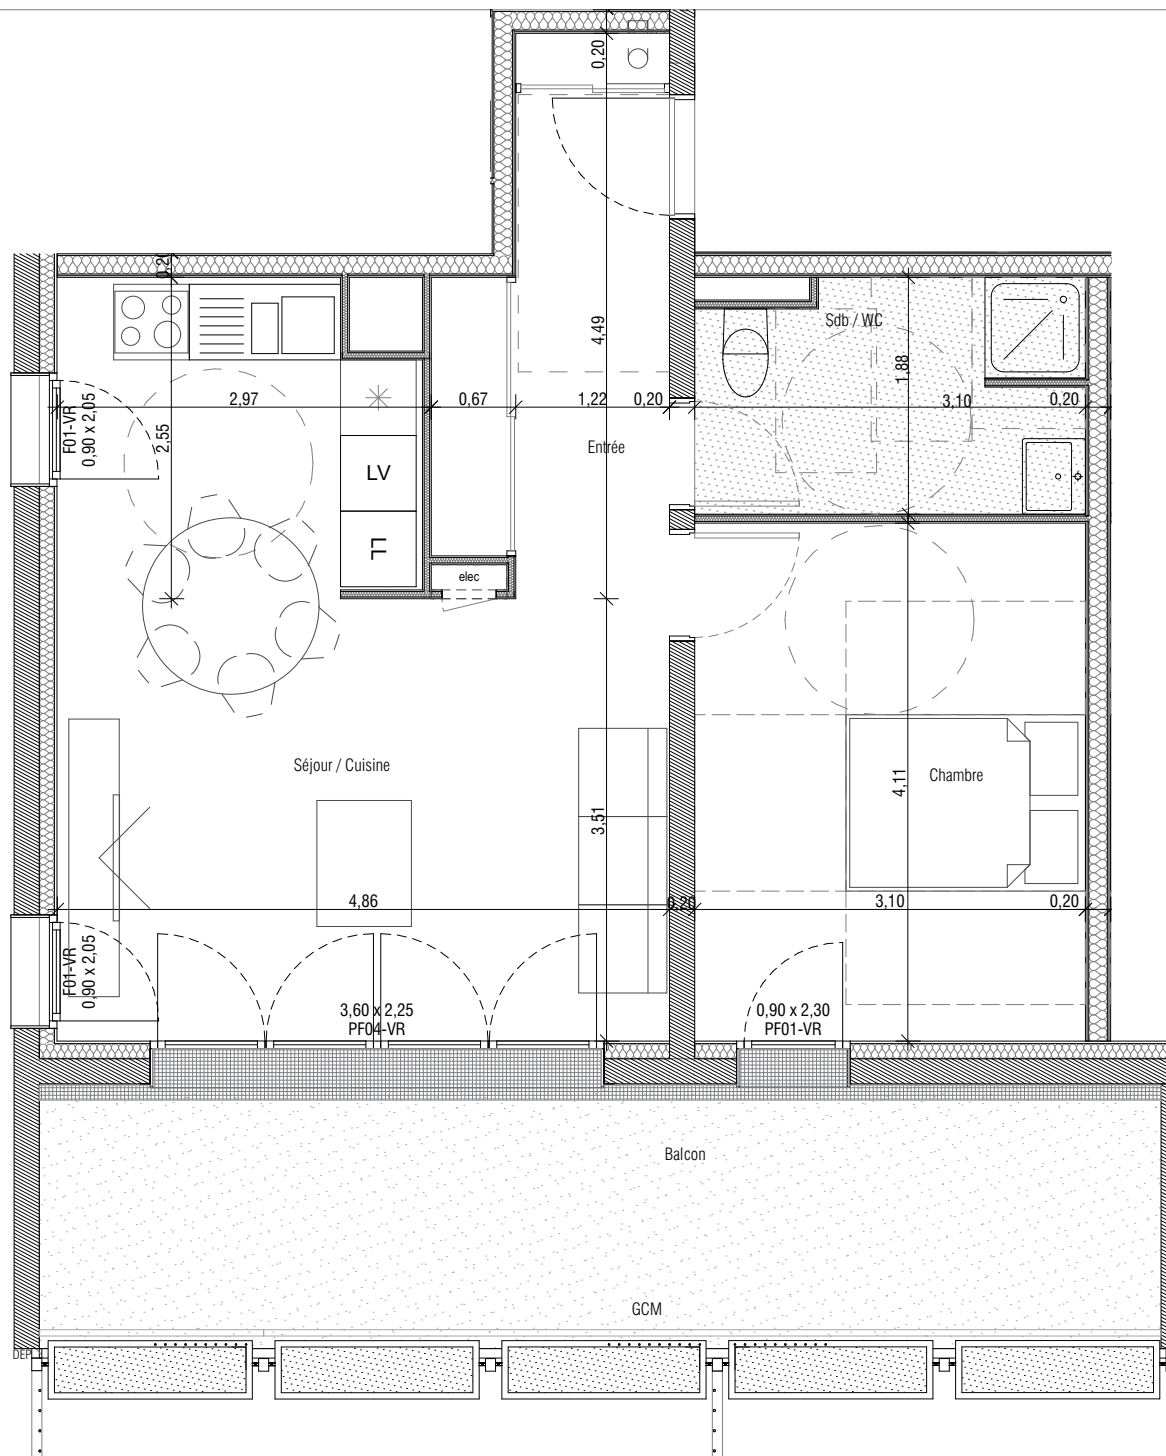 0,20
0,20
Sdb / WC
4,49
1,88
F01-VR
0,90 x 2,05
2,97
2,55
0,67
1,22
0,20
3,10
0,20
Entrée
LV
LL
elec
Séjour / Cuisine
3,51
4,11
Chambre
4,86
0,20
3,10
0,20
F01-VR
0,90 x 2,05
3,60 x 2,25
PF04-VR
0,90 x 2,30
PF01-VR
Balcon
GCM
DEP